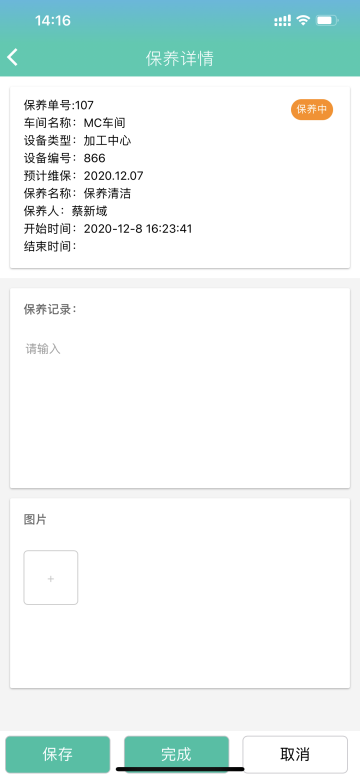 14:16
保养详情
保养单号:107
保养中
车间名称：MC车间
设备类型：加工中心
设备编号：866
预计维保：2020.12.07
保养名称：保养清洁
保养人：蔡新域
开始时间：2020-12-8 16:23:41
结束时间：
保养记录：
请输入
图片
+
保存
完成
取消